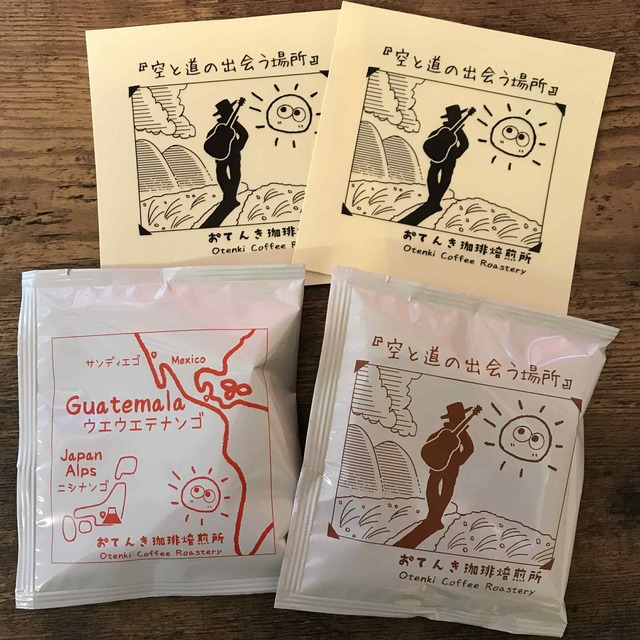 『空と道の出会う場所』
おてんき珈琲焙煎所
Otenki Coffee Roastery
『空と道の出会う場所』
おてんき珈琲焙煎所
Otenki Coffee Roastery
サンディエゴ
Mexico
Guatemala
ウエウエテナンゴ
Japan
Alps
ニシナンゴ
おてんき珈琲焙煎所
Otenki Coffee Roastery
『空と道の出会う場所』
おてんき珈琲焙煎所
Otenki Coffee Roastery